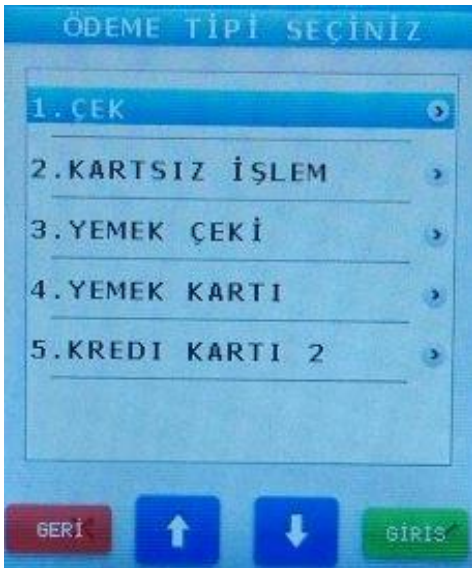 ÖDEME TİPİ SEÇİNİZ
1.ÇEK
2.KARTSIZ İŞLEM
3.YEMEK ÇEKİ
4.YEMEK KARTI
5.KREDI KARTI 2
GERİ
GİRİS